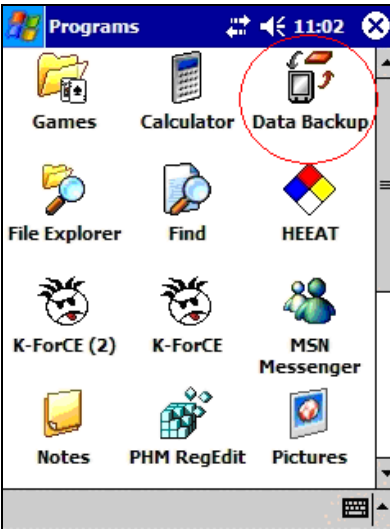 Programs 11:02
Games Calculator Data Backup
File Explorer Find HEEAT
K-ForCE (2) K-ForCE MSN
Messenger
Notes PHM RegEdit Pictures